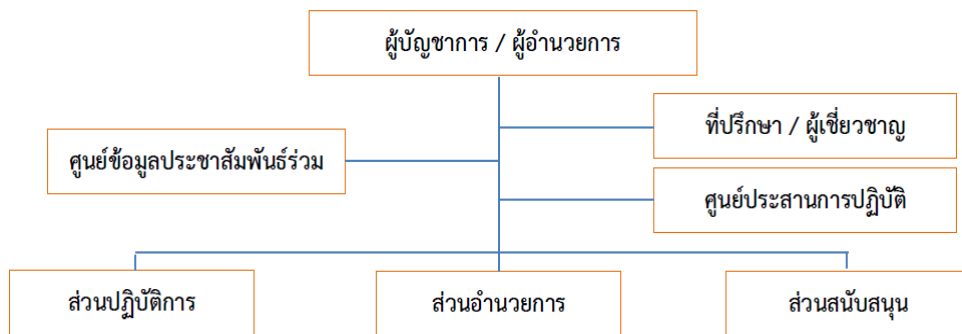 ผู้บัญชาการ / ผู้อำนวยการ
ที่ปรึกษา / ผู้เชี่ยวชาญ
ศูนย์ข้อมูลประชาสัมพันธ์ร่วม
ศูนย์ประสานการปฏิบัติ
ส่วนปฏิบัติการ
ส่วนอำนวยการ
ส่วนสนับสนุน